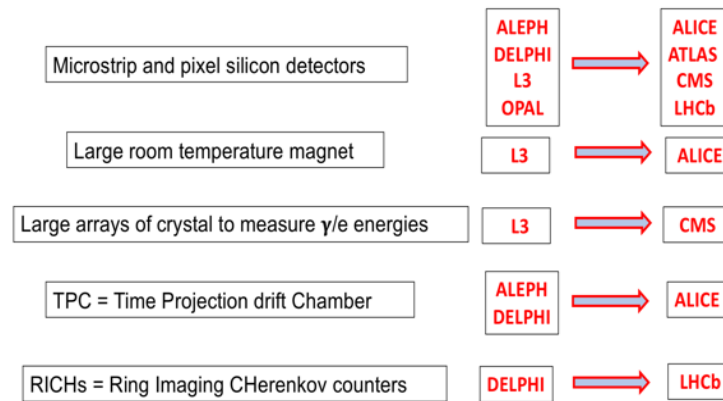 Microstrip and pixel silicon detectors
ALEPH
DELPHI
L3
OPAL
ALICE
ATLAS
CMS
LHCb
Large room temperature magnet
L3
ALICE
Large arrays of crystal to measure γ/e energies
L3
CMS
TPC = Time Projection drift Chamber
ALEPH
DELPHI
ALICE
RICHs = Ring Imaging CHerenkov counters
DELPHI
LHCb